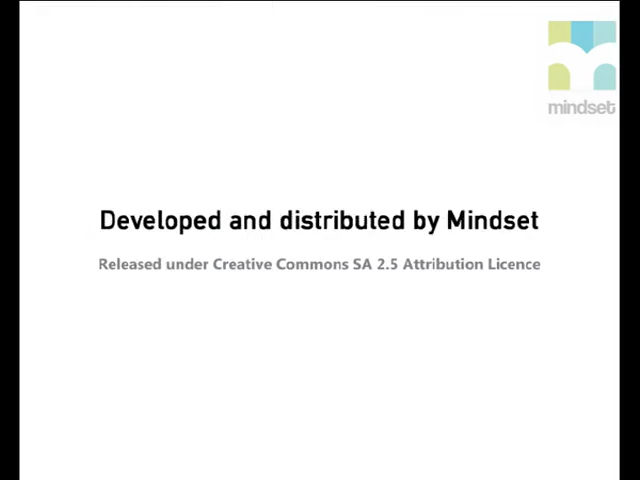 mindset
Developed and distributed by Mindset
Released under Creative Commons SA 2.5 Attribution Licence